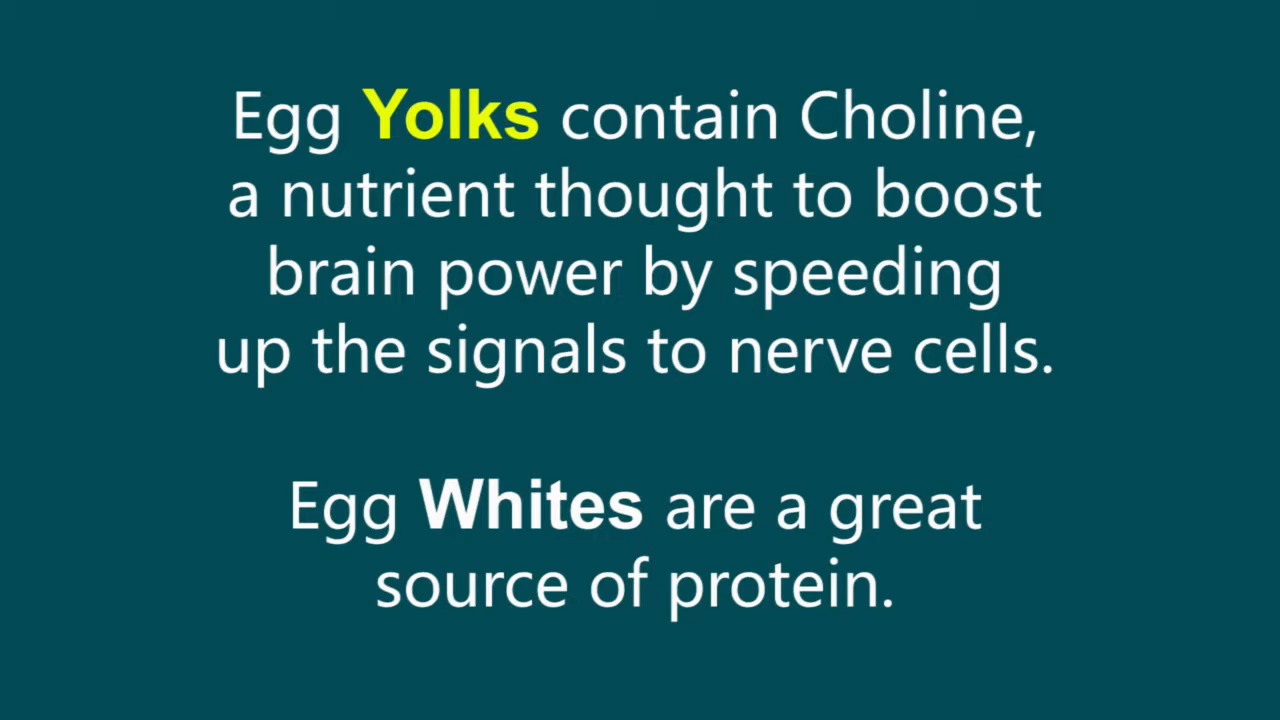 Egg Yolks contain Choline,
a nutrient thought to boost
brain power by speeding
up the signals to nerve cells.
Egg Whites are a great
source of protein.